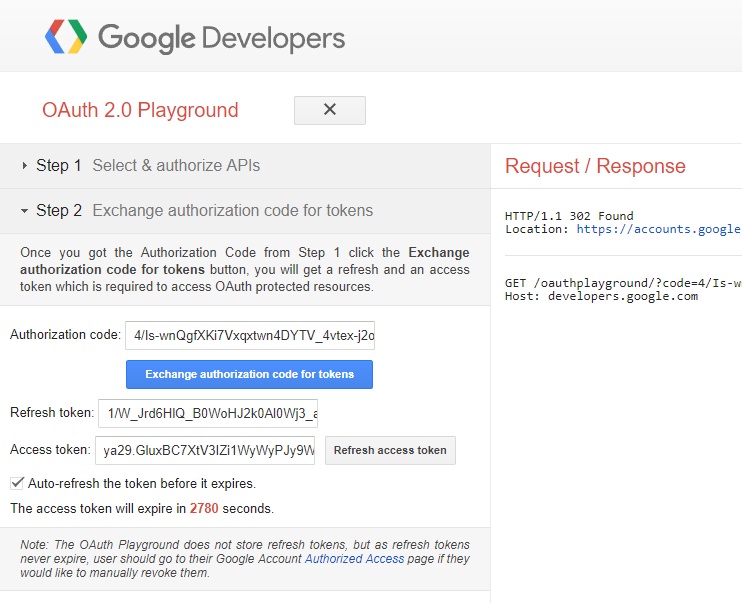 Google Developers
OAuth 2.0 Playground
Step 1 Select & authorize APIs
Step 2 Exchange authorization code for tokens
Once you got the Authorization Code from Step 1 click the Exchange
authorization code for tokens button, you will get a refresh and an access
token which is required to access OAuth protected resources.
Authorization code: 4/Is-wnQgfXKi7Vxqxtwn4DYTV_4vtex-j2o
Exchange authorization code for tokens
Refresh token: 1/W_Jrd6HlQ_B0WoHJ2k0Al0Wj3_a
Access token: ya29.GluxBC7XtV3IZi1WyWyPJy9W
Refresh access token
Auto-refresh the token before it expires.
The access token will expire in 2780 seconds.
Note: The OAuth Playground does not store refresh tokens, but as refresh tokens
never expire, user should go to their Google Account Authorized Access page if they
would like to manually revoke them.
Request / Response
HTTP/1.1 302 Found
Location: https://accounts.google
GET /oauthplayground/?code=4/Is-w
Host: developers.google.com